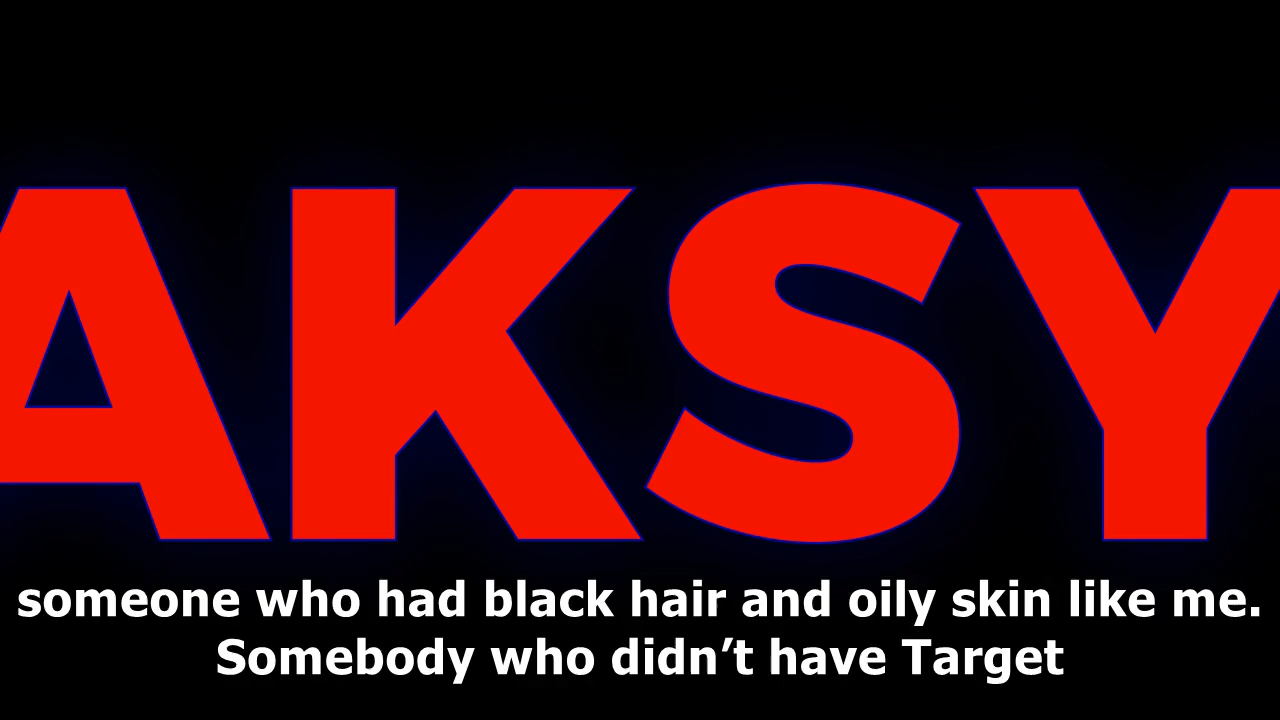 AKSY
someone who had black hair and oily skin like me.
Somebody who didn’t have Target